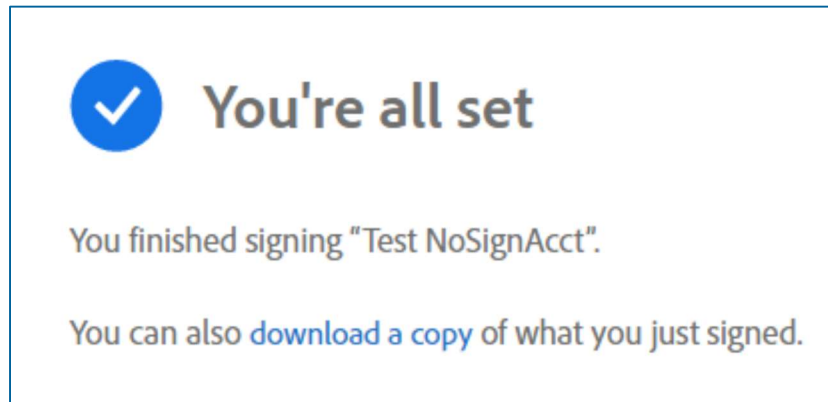 You're all set
You finished signing “Test NoSignAcct”.
You can also download a copy of what you just signed.